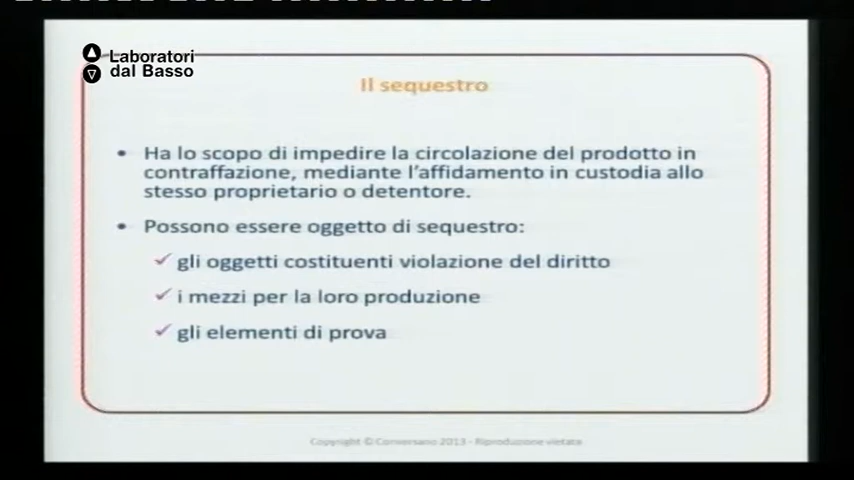 Laboratori
dal Basso
Il sequestro
• Ha lo scopo di impedire la circolazione del prodotto in
contraffazione, mediante l'affidamento in custodia allo
stesso proprietario o detentore.
• Possono essere oggetto di sequestro:
✓ gli oggetti costituenti violazione del diritto
✓ i mezzi per la loro produzione
✓ gli elementi di prova
Copyright © Conversano 2013 - Riproduzione vietata